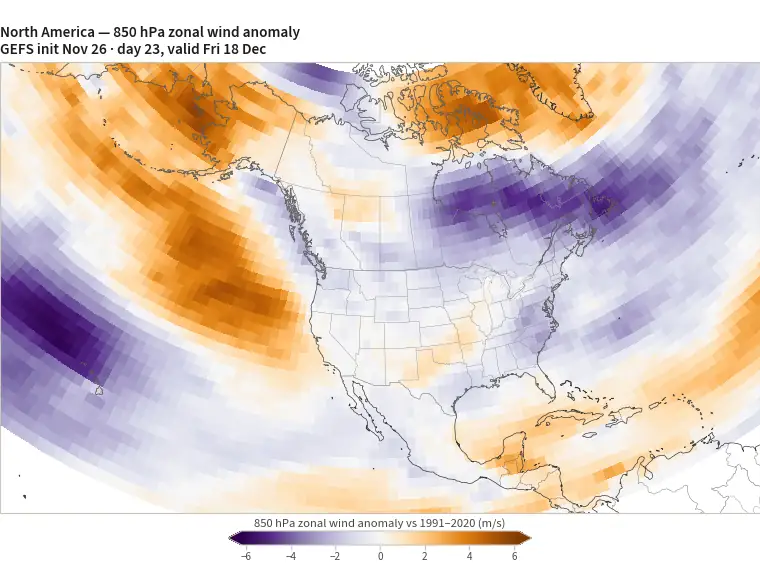 North America — 850 hPa zonal wind anomaly
GEFS init Nov 26 · day 23, valid Fri 18 Dec
850 hPa zonal wind anomaly vs 1991–2020 (m/s)
−6 −4 −2 0 2 4 6